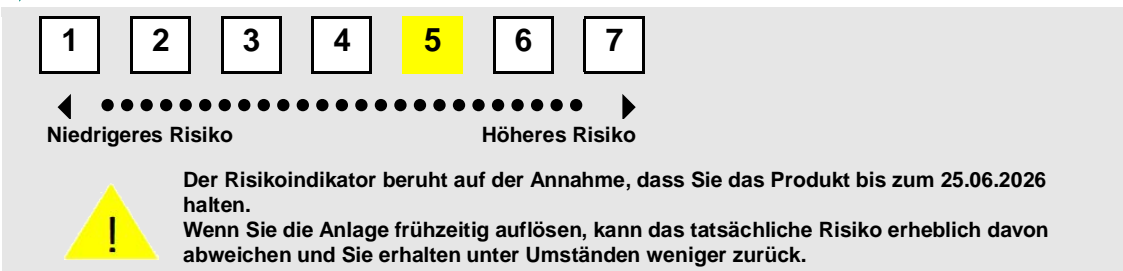 1 2 3 4 5 6 7
Niedrigeres Risiko Höheres Risiko
Der Risikoindikator beruht auf der Annahme, dass Sie das Produkt bis zum 25.06.2026
halten.
Wenn Sie die Anlage frühzeitig auflösen, kann das tatsächliche Risiko erheblich davon
abweichen und Sie erhalten unter Umständen weniger zurück.
!